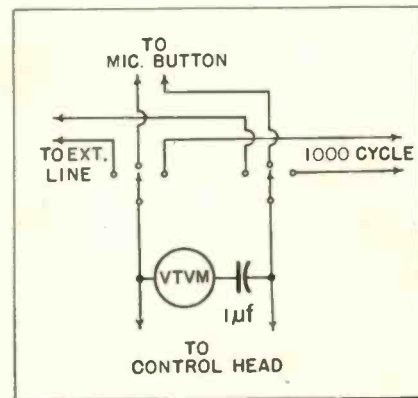 TO
MIC. BUTTON
TO EXT.
LINE
1000 CYCLE
VTVM
1µf
TO
CONTROL HEAD